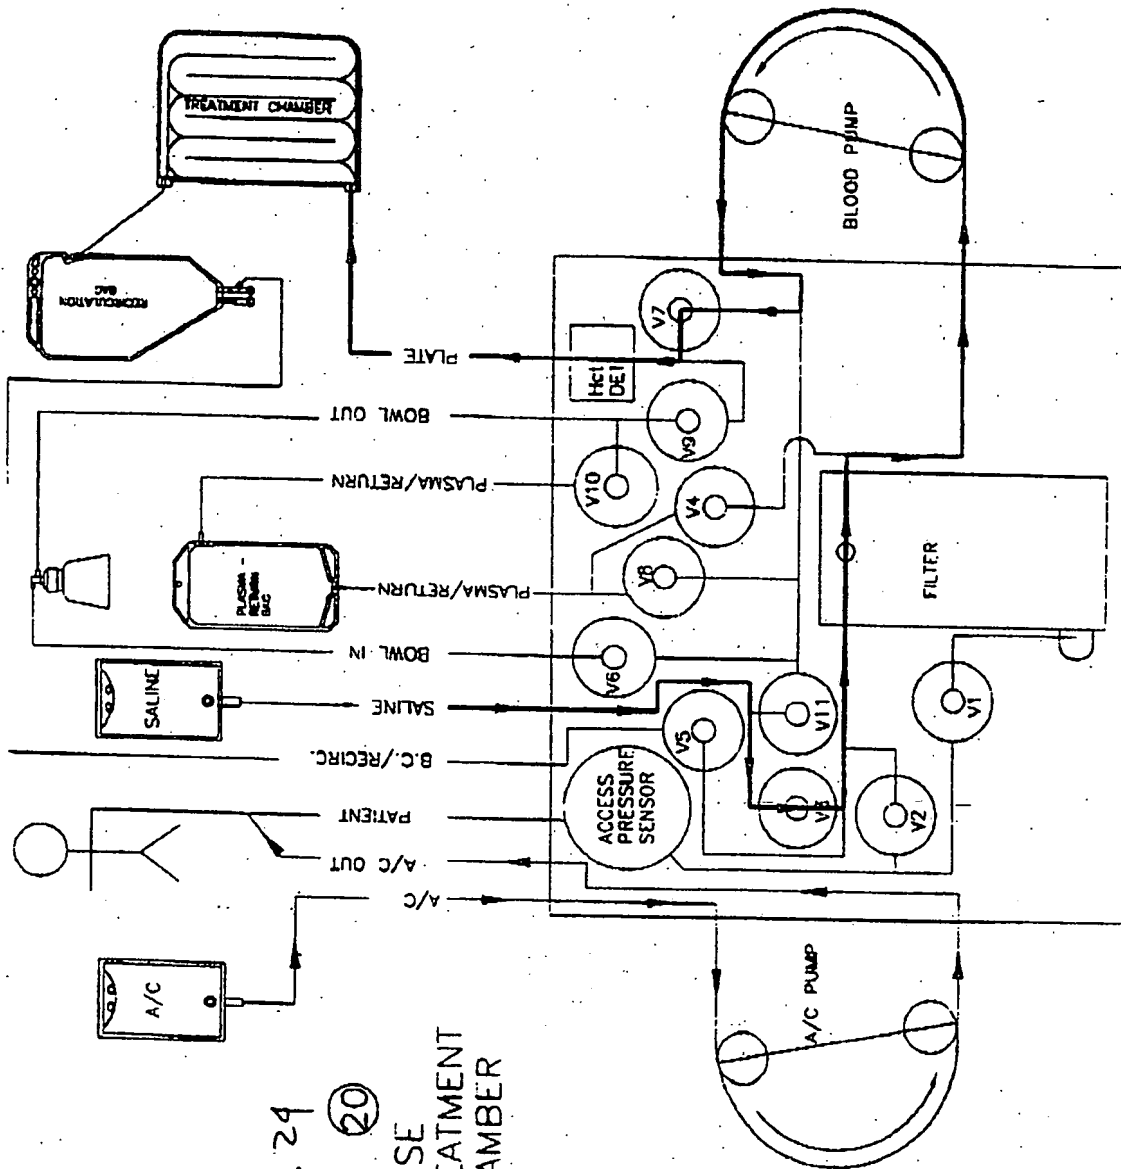 TREATMENT CHAMBER
RECIRCULATION
BAG
PLATE
BOWL OUT
PLASMA/RETURN
PLASMA/RETURN
BOWL IN
SALINE
B.C./RECIRC.
PATIENT
A/C OUT
A/C
PLASMA -
RETURN
BAG
SALINE
A/C
BLOOD PUMP
V7
Hct
DET
V9
V10
V4
V8
V6
V5
V11
V3
V2
V1
FILTER
ACCESS
PRESSURE
SENSOR
A/C PUMP
. 24
20
SE
EATMENT
AMBER